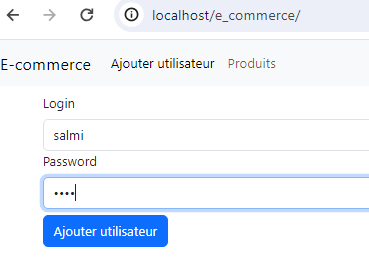 localhost/e_commerce/
E-commerce Ajouter utilisateur Produits
Login
salmi
Password
••••
Ajouter utilisateur